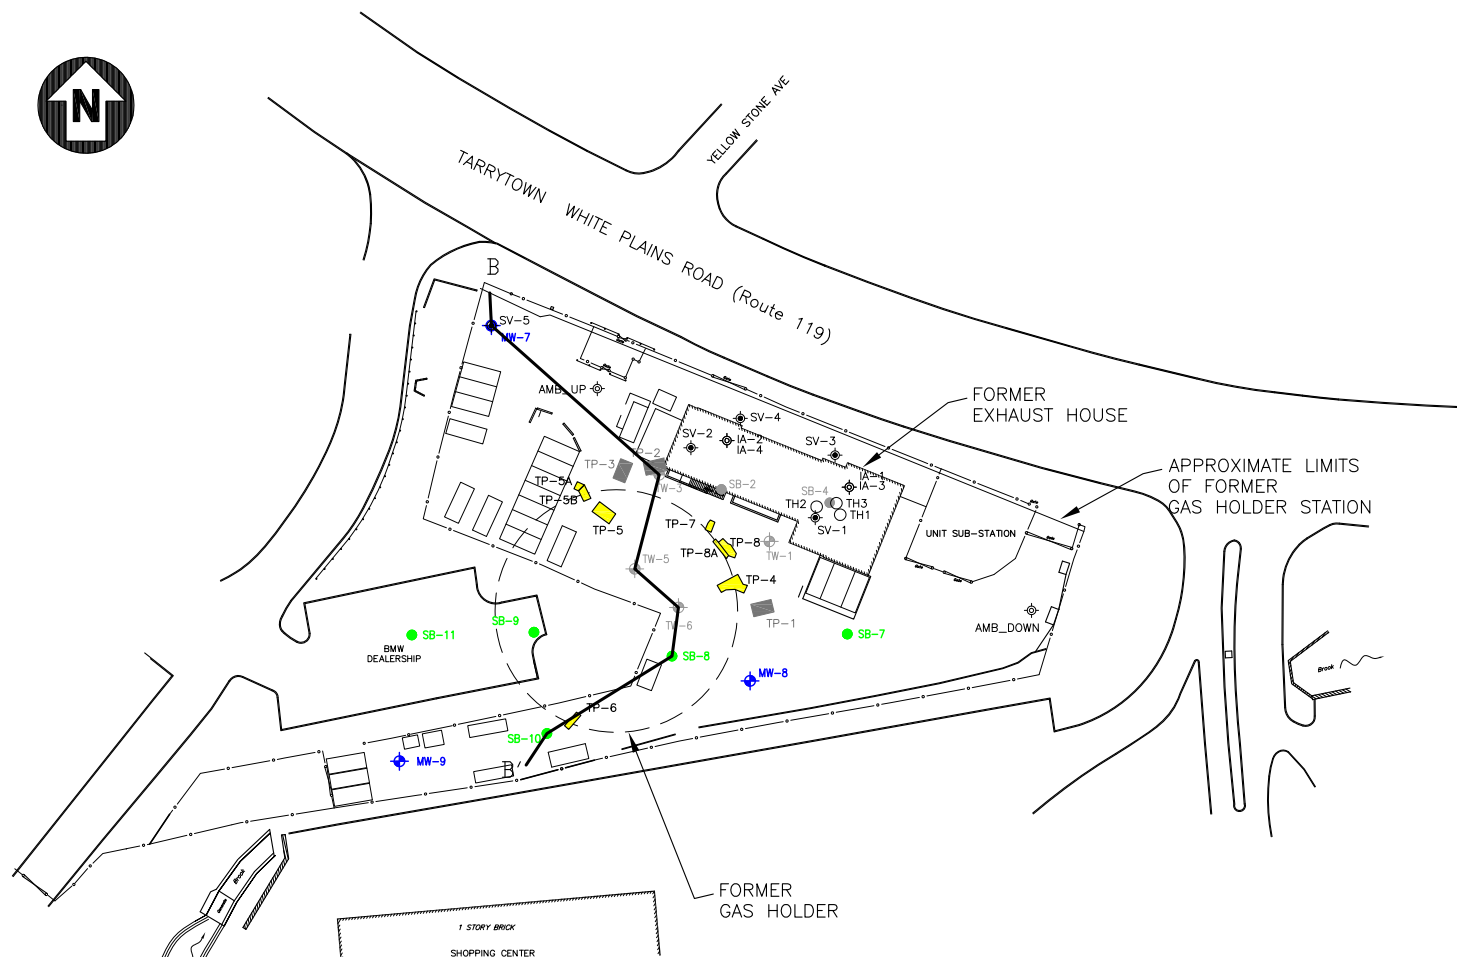 N
YELLOW STONE AVE
TARRYTOWN WHITE PLAINS ROAD (Route 119)
B
SV-5
MW-7
AMB_UP
FORMER
EXHAUST HOUSE
SV-4
SV-2
IA-2
IA-4
SV-3
TP-2
TP-3
TW-3
IA-1
IA-3
APPROXIMATE LIMITS
OF FORMER
GAS HOLDER STATION
TP-5A
TP-5B
SB-2
SB-4
TH2
TH3
TH1
SV-1
TP-5
TP-7
TP-8
TP-8A
TW-1
UNIT SUB-STATION
TW-5
TP-4
TW-6
TP-1
AMB_DOWN
SB-9
SB-11
BMW
DEALERSHIP
SB-7
SB-8
MW-8
Brook
TP-6
SB-10
MW-9
B'
FORMER
GAS HOLDER
Brook
1 STORY BRICK
SHOPPING CENTER